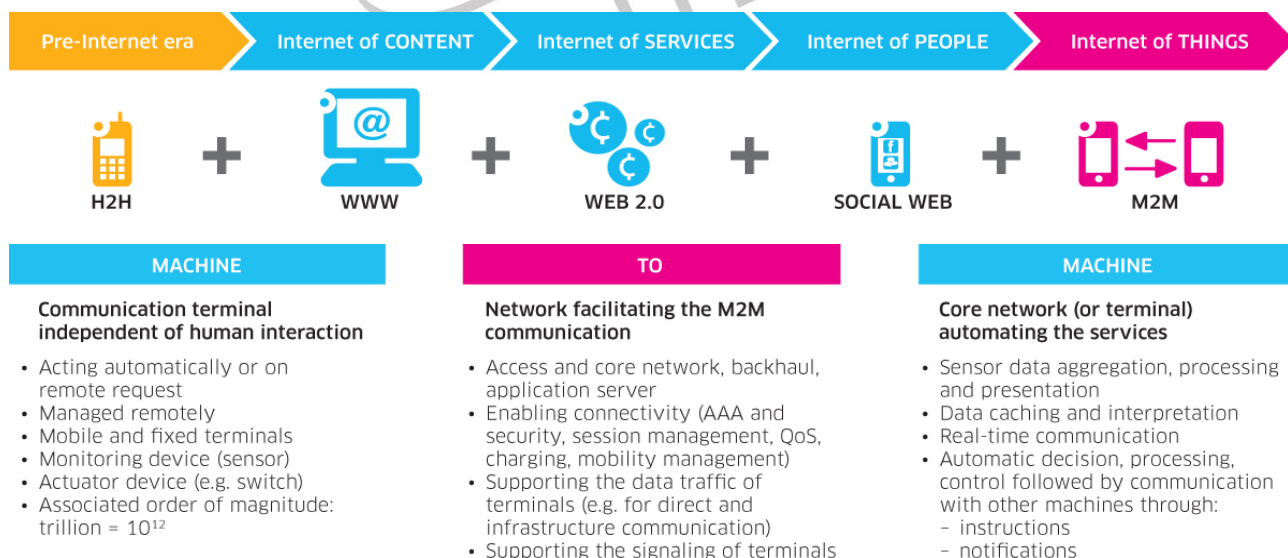 Pre-Internet era
Internet of CONTENT
Internet of SERVICES
Internet of PEOPLE
Internet of THINGS
@
¢
¢
¢
f
H2H
WWW
WEB 2.0
SOCIAL WEB
M2M
MACHINE
Communication terminal
independent of human interaction
• Acting automatically or on
remote request
• Managed remotely
• Mobile and fixed terminals
• Monitoring device (sensor)
• Actuator device (e.g. switch)
• Associated order of magnitude:
trillion = 10¹²
TO
Network facilitating the M2M
communication
• Access and core network, backhaul,
application server
• Enabling connectivity (AAA and
security, session management, QoS,
charging, mobility management)
• Supporting the data traffic of
terminals (e.g. for direct and
infrastructure communication)
• Supporting the signaling of terminals
MACHINE
Core network (or terminal)
automating the services
• Sensor data aggregation, processing
and presentation
• Data caching and interpretation
• Real-time communication
• Automatic decision, processing,
control followed by communication
with other machines through:
– instructions
– notifications